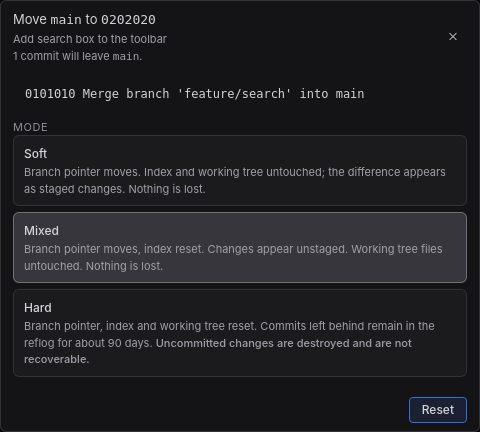 Move main to 0202020
Add search box to the toolbar
1 commit will leave main.
×
0101010 Merge branch 'feature/search' into main
MODE
Soft
Branch pointer moves. Index and working tree untouched; the difference appears
as staged changes. Nothing is lost.
Mixed
Branch pointer moves, index reset. Changes appear unstaged. Working tree files
untouched. Nothing is lost.
Hard
Branch pointer, index and working tree reset. Commits left behind remain in the
reflog for about 90 days. Uncommitted changes are destroyed and are not
recoverable.
Reset